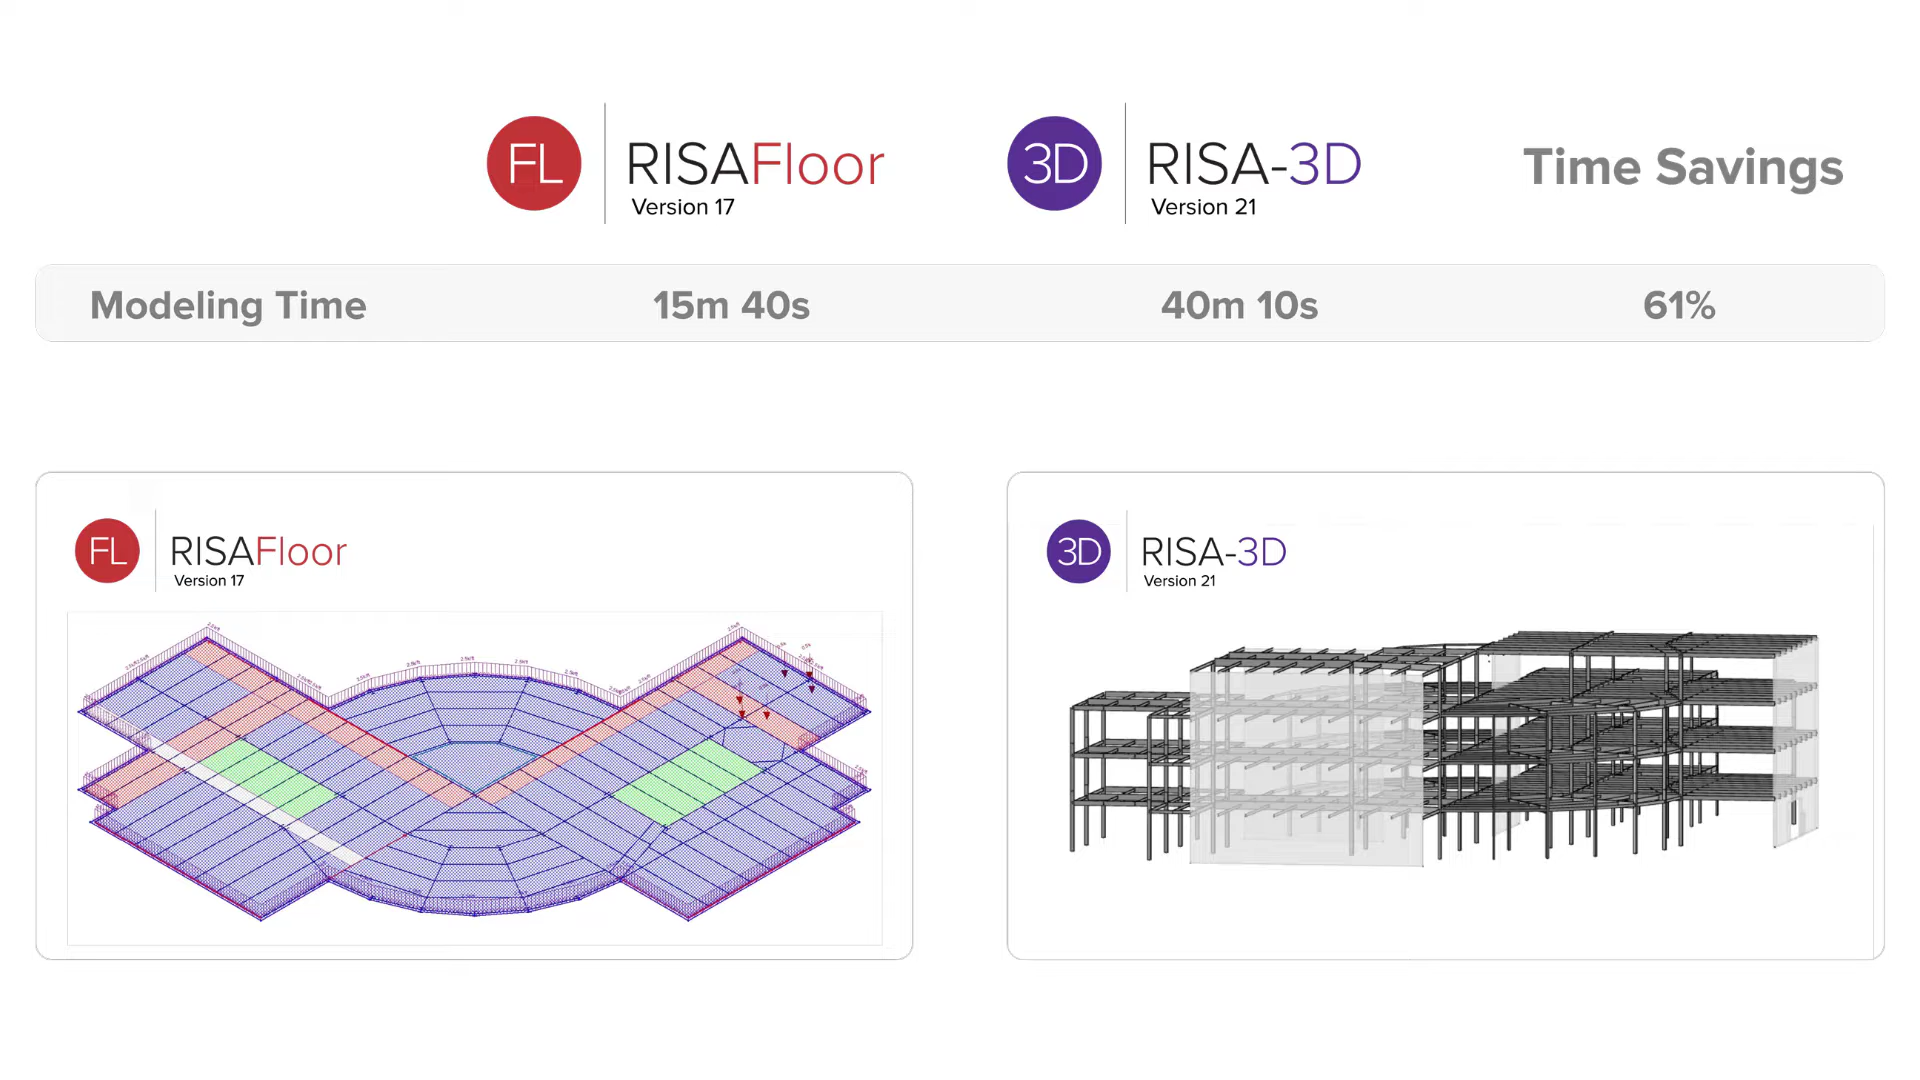 FL RISAFloor
Version 17
3D RISA-3D
Version 21
Time Savings
Modeling Time 15m 40s 40m 10s 61%
FL RISAFloor
Version 17
3D RISA-3D
Version 21